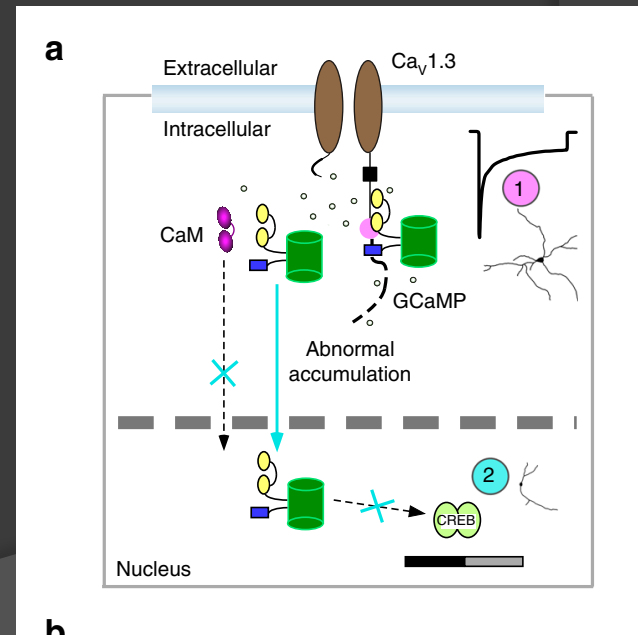 a
Extracellular
CaV1.3
Intracellular
1
CaM
GCaMP
Abnormal
accumulation
2
CREB
Nucleus
b